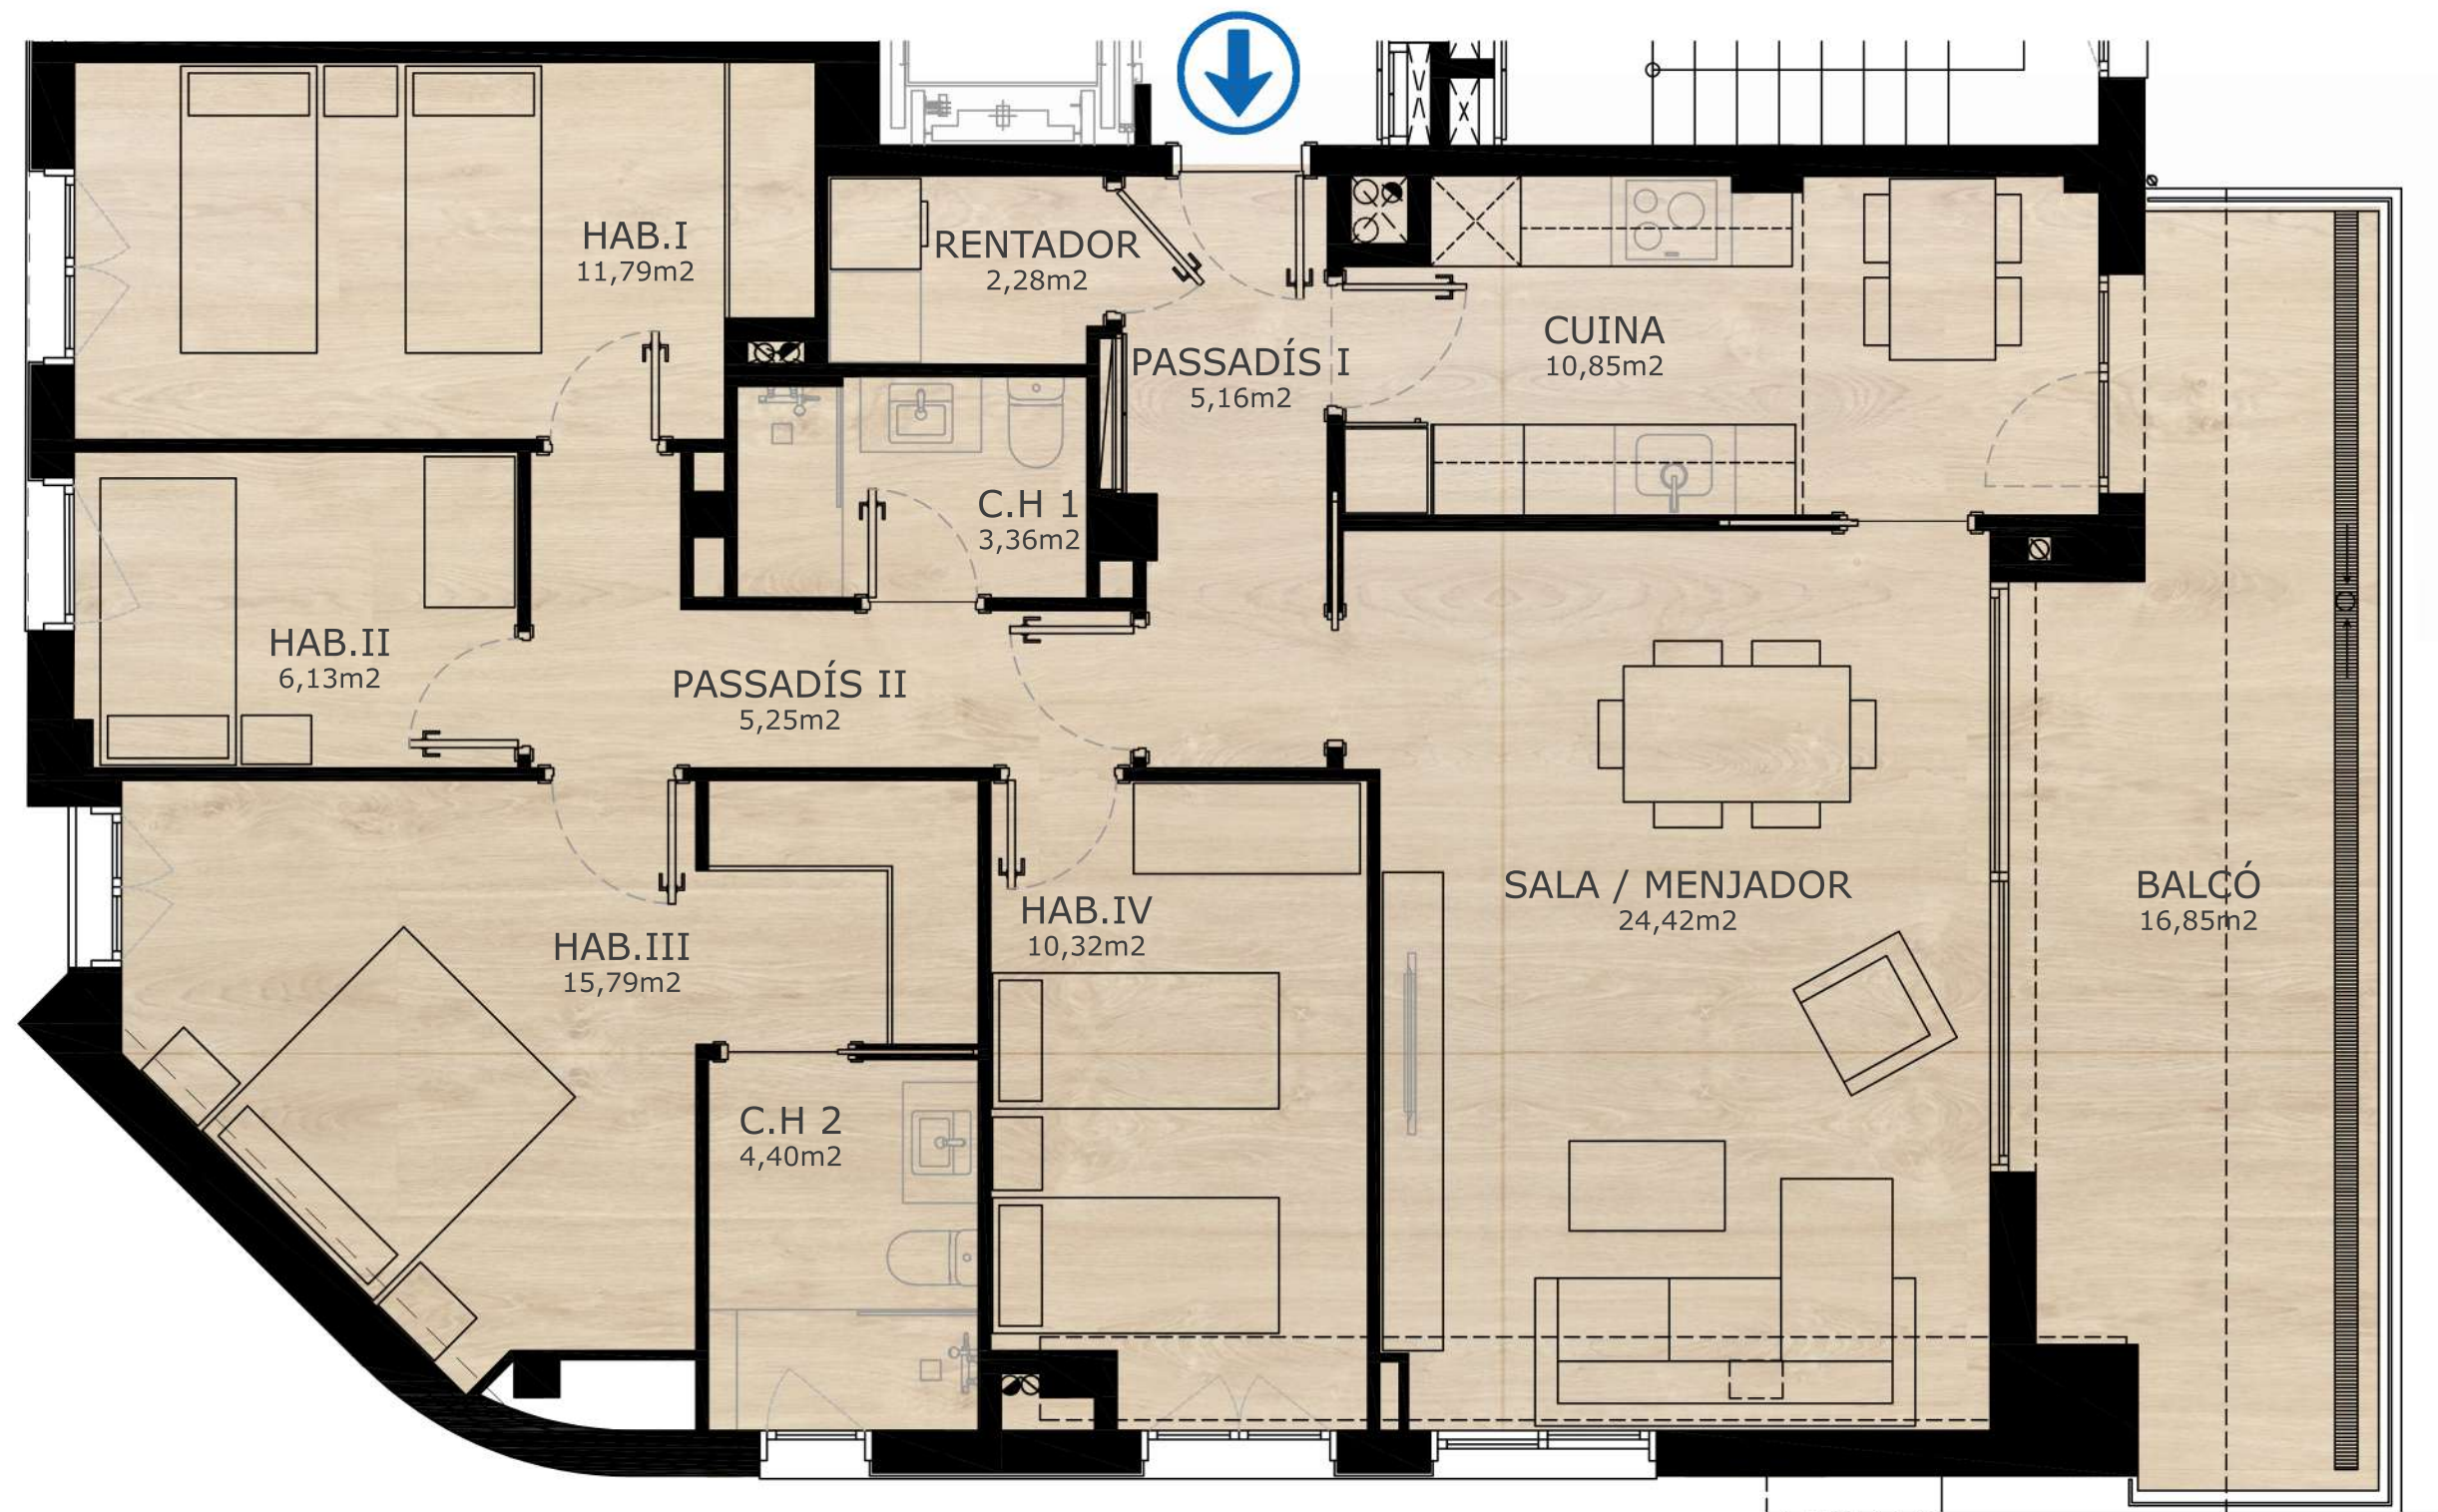 HAB.I
11,79m2
RENTADOR
2,28m2
PASSADÍS I
5,16m2
CUINA
10,85m2
C.H 1
3,36m2
HAB.II
6,13m2
PASSADÍS II
5,25m2
HAB.III
15,79m2
HAB.IV
10,32m2
SALA / MENJADOR
24,42m2
BALCÓ
16,85m2
C.H 2
4,40m2